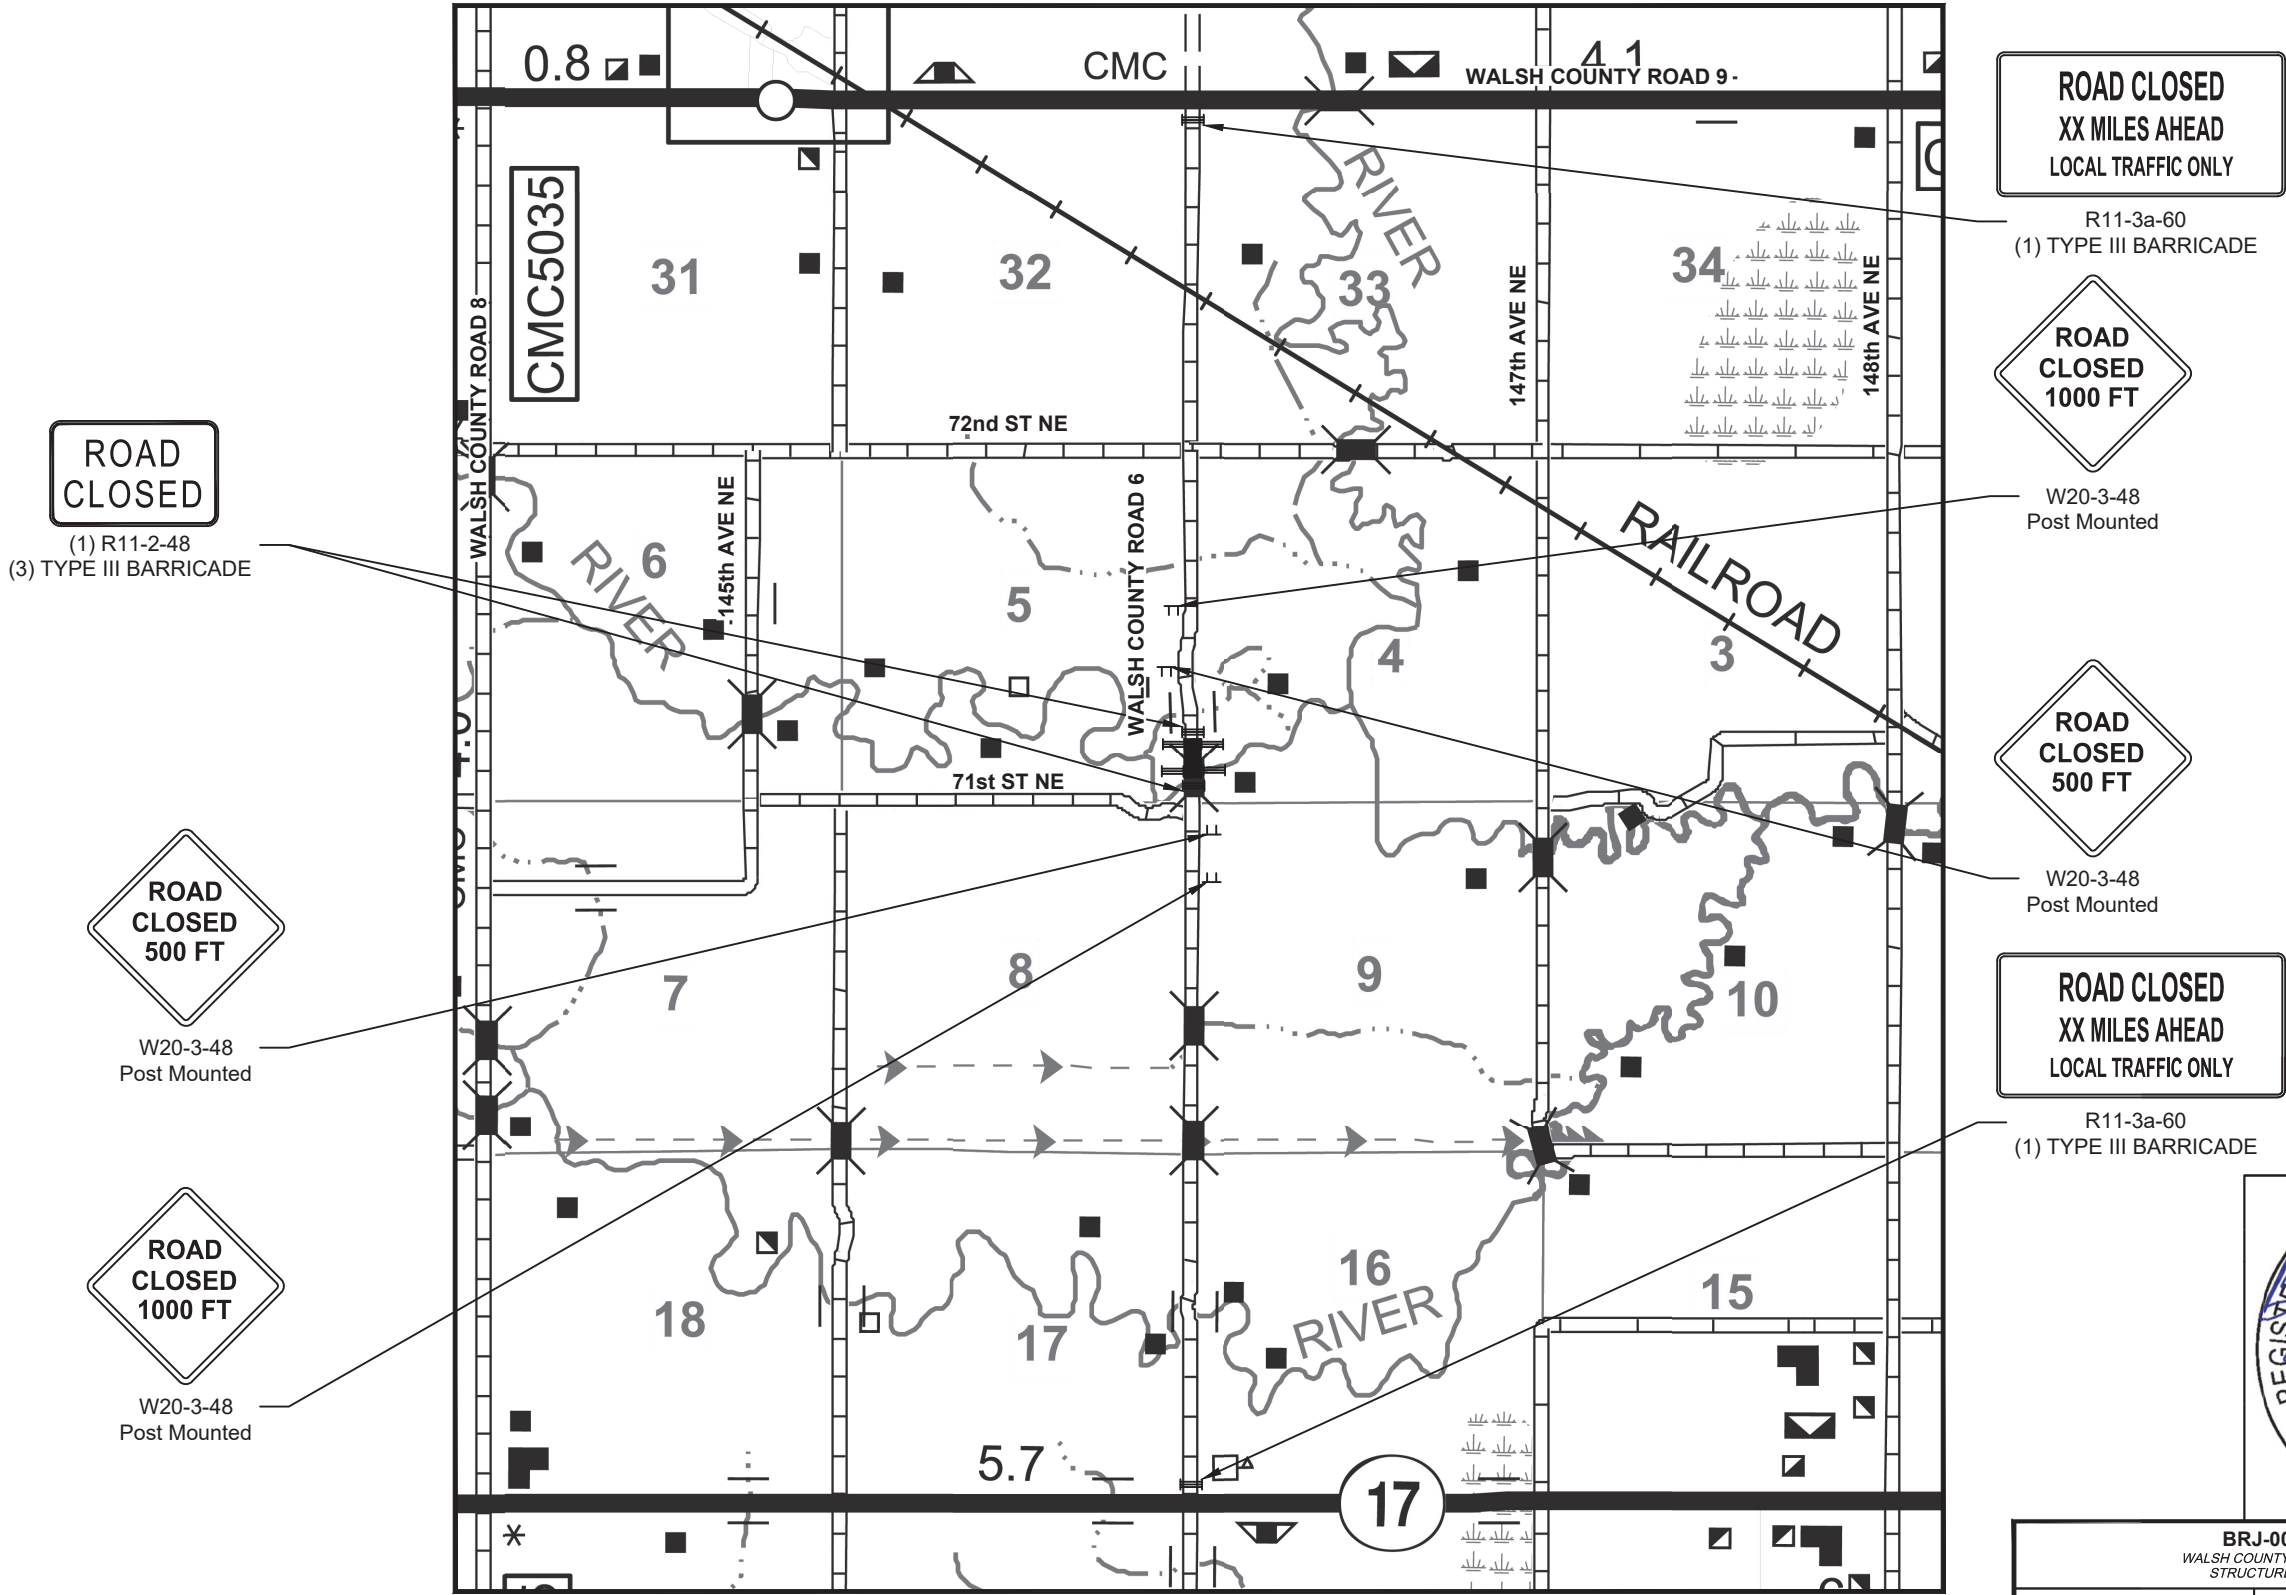 0.8
CMC
4.1
WALSH COUNTY ROAD 9
ROAD CLOSED
XX MILES AHEAD
LOCAL TRAFFIC ONLY
R11-3a-60
(1) TYPE III BARRICADE
CMC5035
RIVER
31
32
33
34
WALSH COUNTY ROAD 8
147th AVE NE
148th AVE NE
ROAD
CLOSED
1000 FT
W20-3-48
Post Mounted
72nd ST NE
ROAD
CLOSED
(1) R11-2-48
(3) TYPE III BARRICADE
145th AVE NE
WALSH COUNTY ROAD 6
RAILROAD
RIVER
6
5
4
3
71st ST NE
ROAD
CLOSED
500 FT
W20-3-48
Post Mounted
ROAD
CLOSED
500 FT
W20-3-48
Post Mounted
7
8
9
10
ROAD CLOSED
XX MILES AHEAD
LOCAL TRAFFIC ONLY
R11-3a-60
(1) TYPE III BARRICADE
ROAD
CLOSED
1000 FT
W20-3-48
Post Mounted
18
17
16
RIVER
15
5.7
17
WALSH COUNTY